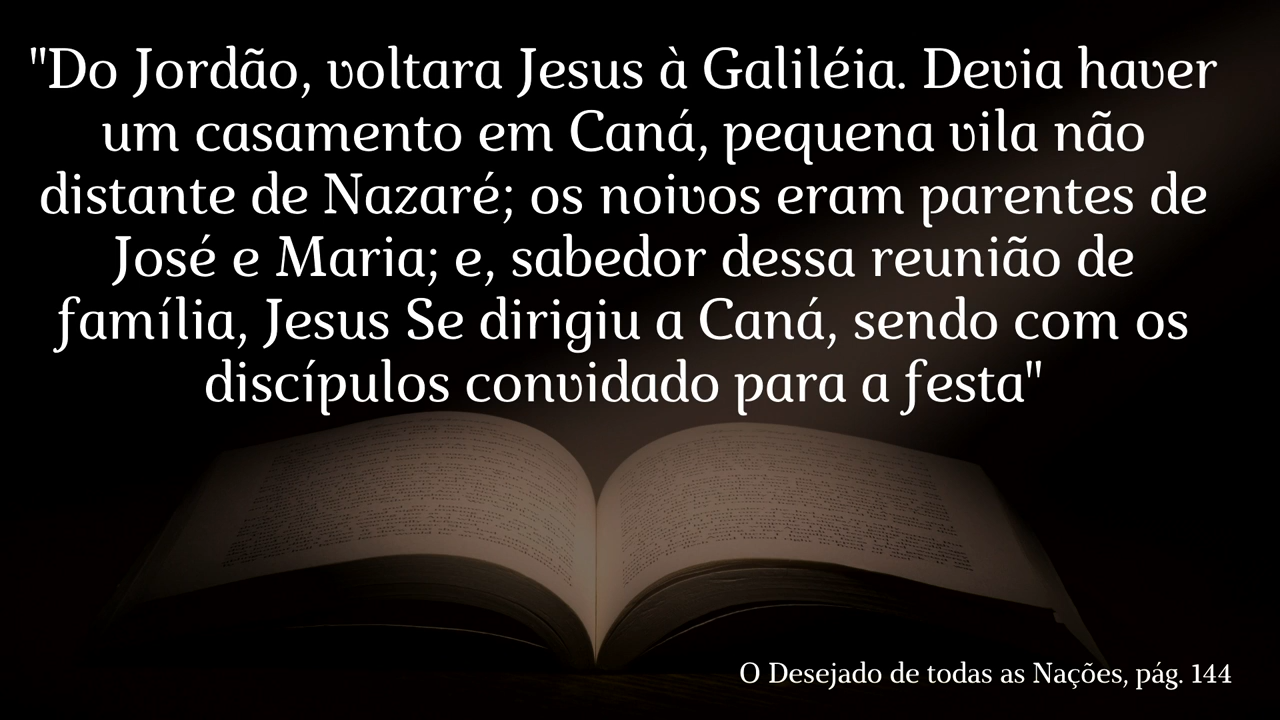 "Do Jordão, voltara Jesus à Galiléia. Devia haver
um casamento em Caná, pequena vila não
distante de Nazaré; os noivos eram parentes de
José e Maria; e, sabedor dessa reunião de
família, Jesus Se dirigiu a Caná, sendo com os
discípulos convidado para a festa"
O Desejado de todas as Nações, pág. 144